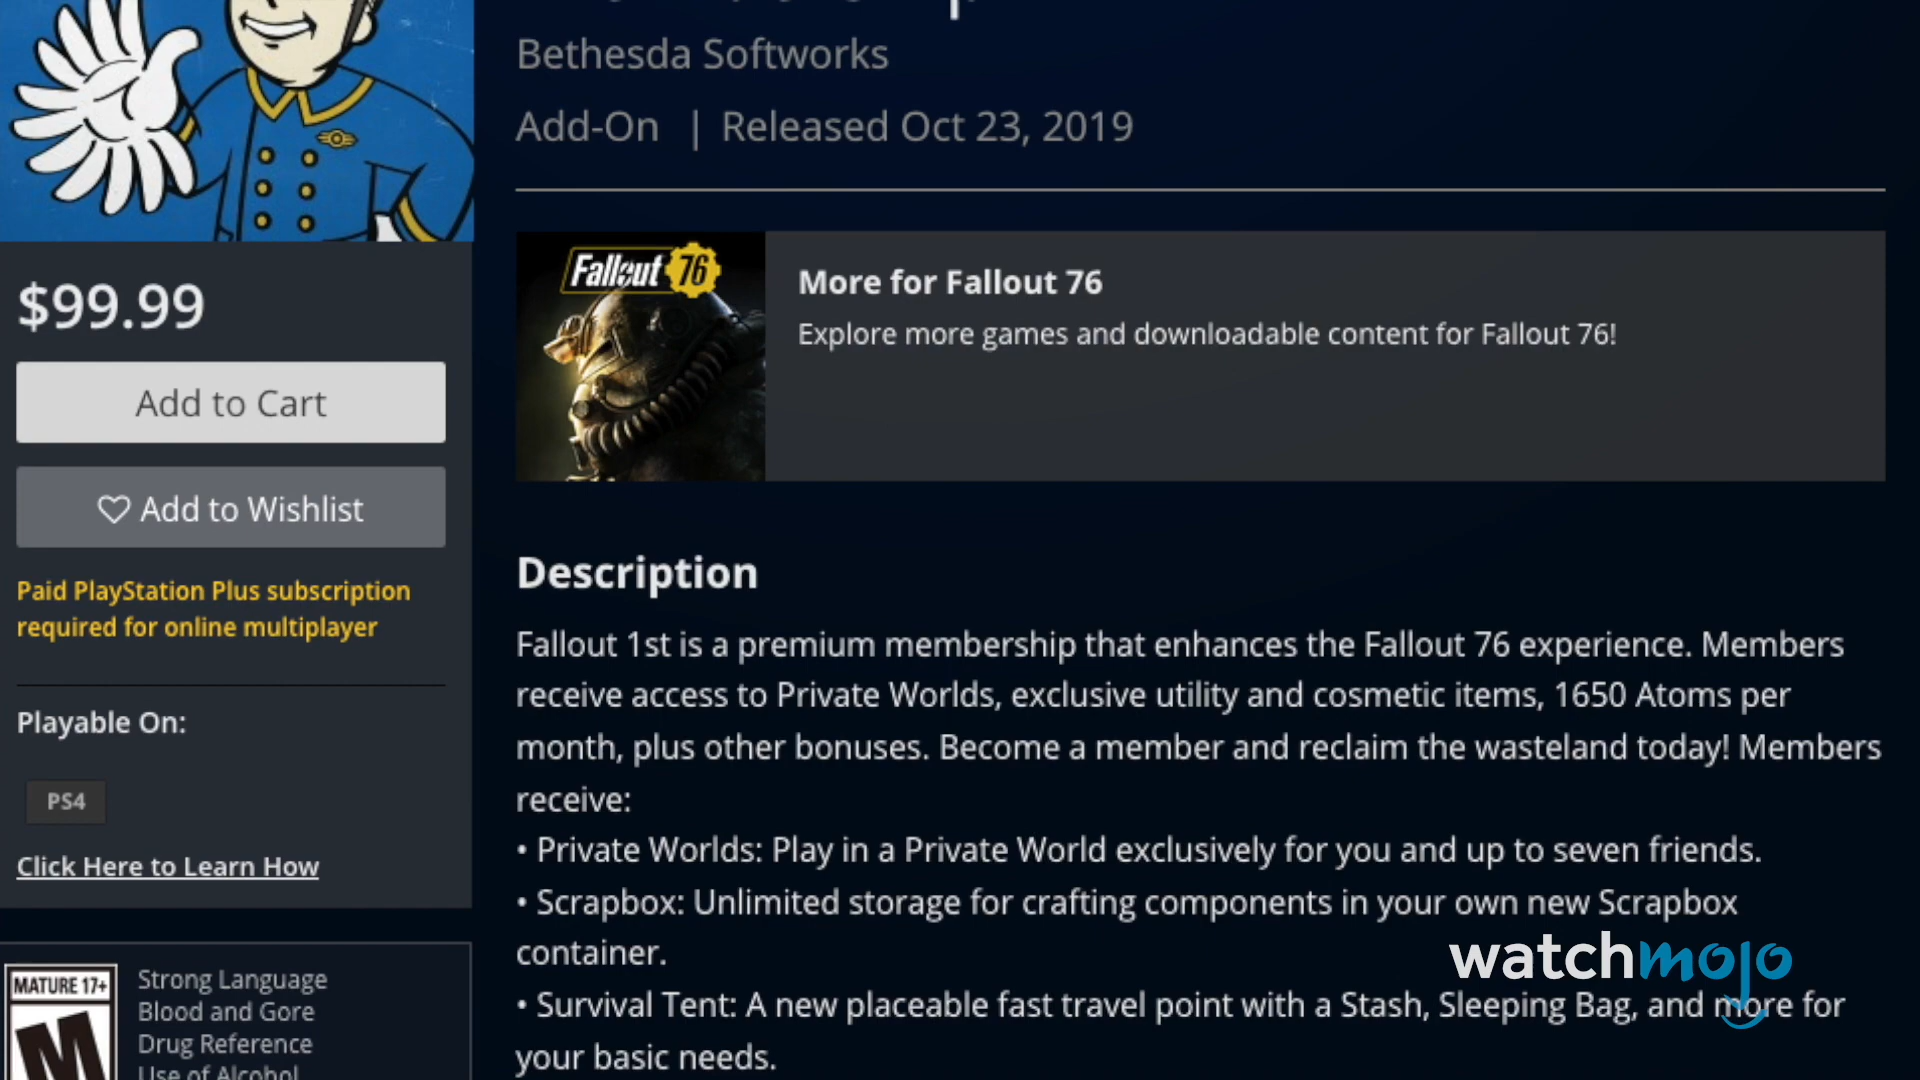 Bethesda Softworks
Add-On | Released Oct 23, 2019
$99.99
Add to Cart
Add to Wishlist
Paid PlayStation Plus subscription
required for online multiplayer
Playable On:
PS4
Click Here to Learn How
MATURE 17+
M
Strong Language
Blood and Gore
Drug Reference
Use of Alcohol
Fallout 76
More for Fallout 76
Explore more games and downloadable content for Fallout 76!
Description
Fallout 1st is a premium membership that enhances the Fallout 76 experience. Members
receive access to Private Worlds, exclusive utility and cosmetic items, 1650 Atoms per
month, plus other bonuses. Become a member and reclaim the wasteland today! Members
receive:
• Private Worlds: Play in a Private World exclusively for you and up to seven friends.
• Scrapbox: Unlimited storage for crafting components in your own new Scrapbox
container.
• Survival Tent: A new placeable fast travel point with a Stash, Sleeping Bag, and more for
your basic needs.
watchmojo